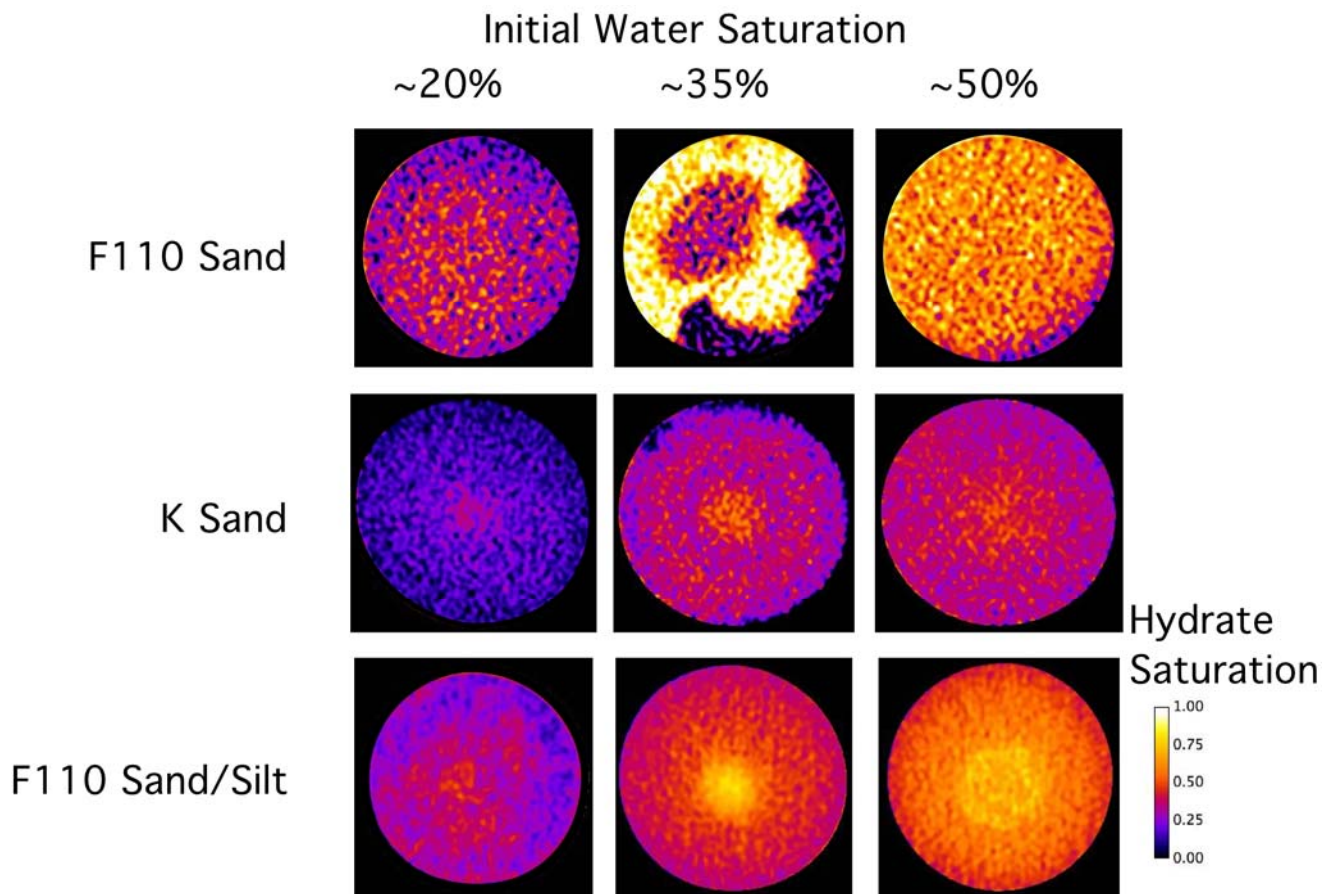 Initial Water Saturation
~20% ~35% ~50%
F110 Sand
K Sand
Hydrate
Saturation
1.00
0.75
F110 Sand/Silt
0.50
0.25
0.00